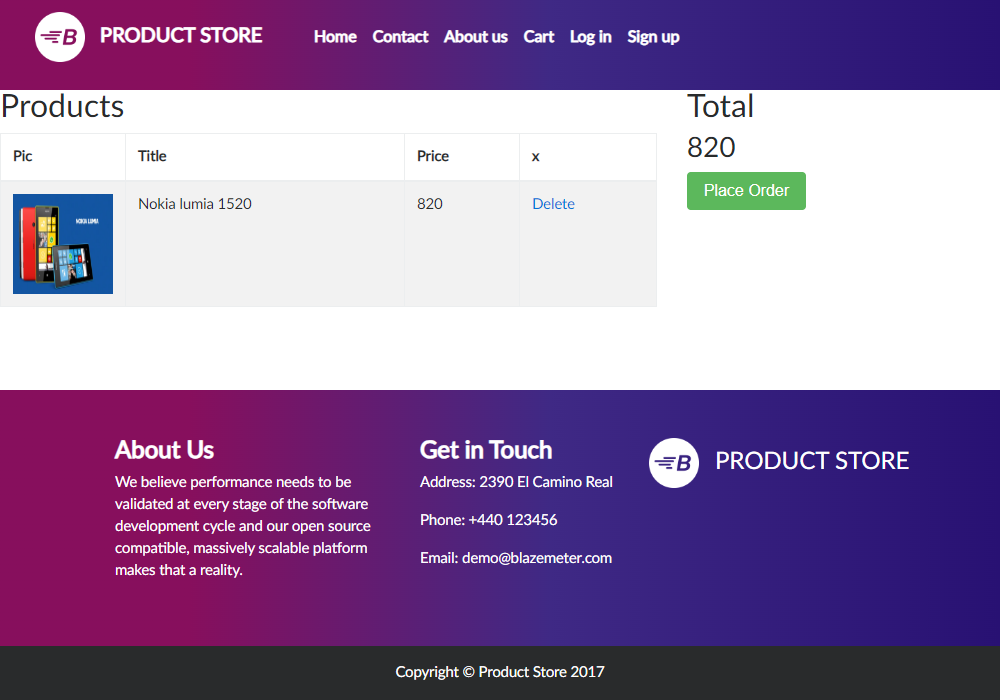 B PRODUCT STORE
Home Contact About us Cart Log in Sign up
Products
Pic Title Price x
NOKIA LUMIA
Nokia lumia 1520 820 Delete
Total
820
Place Order
About Us
We believe performance needs to be
validated at every stage of the software
development cycle and our open source
compatible, massively scalable platform
makes that a reality.
Get in Touch
Address: 2390 El Camino Real
Phone: +440 123456
Email: demo@blazemeter.com
B PRODUCT STORE
Copyright © Product Store 2017